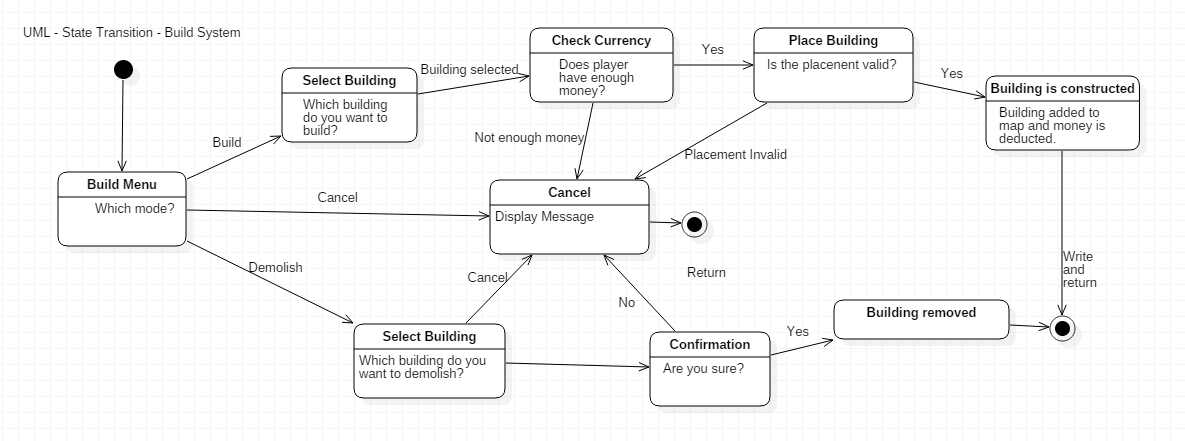 UML - State Transition - Build System
Check Currency
Does player
have enough
money?
Yes
Place Building
Is the placenent valid?
Yes
Building is constructed
Building added to
map and money is
deducted.
Select Building
Which building
do you want to
build?
Building selected
Build
Not enough money
Placement Invalid
Build Menu
Which mode?
Cancel
Cancel
Display Message
Demolish
Cancel
Return
Write
and
return
No
Select Building
Which building do you
want to demolish?
Confirmation
Are you sure?
Yes
Building removed